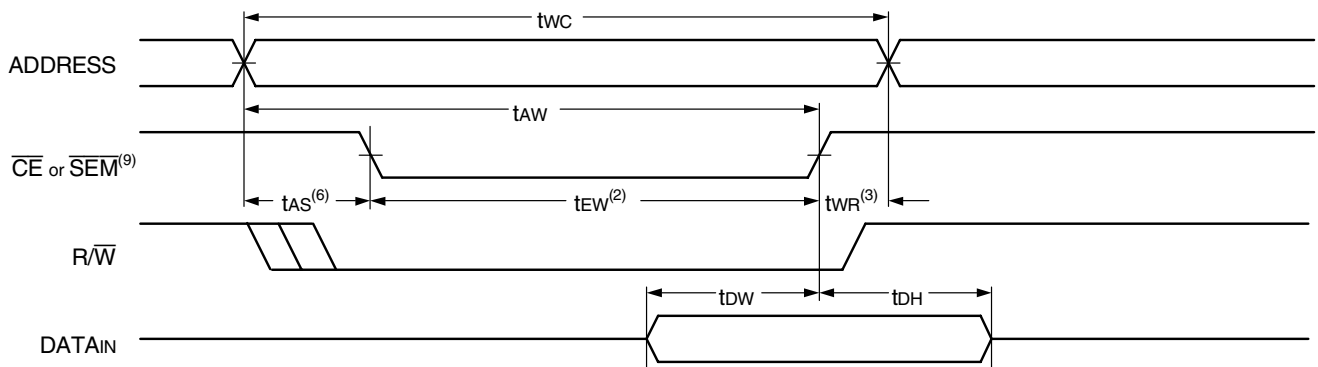 tWC
ADDRESS
tAW
CE or SEM(9)
tAS(6) tEW(2) tWR(3)
R/W
tDW tDH
DATAIN